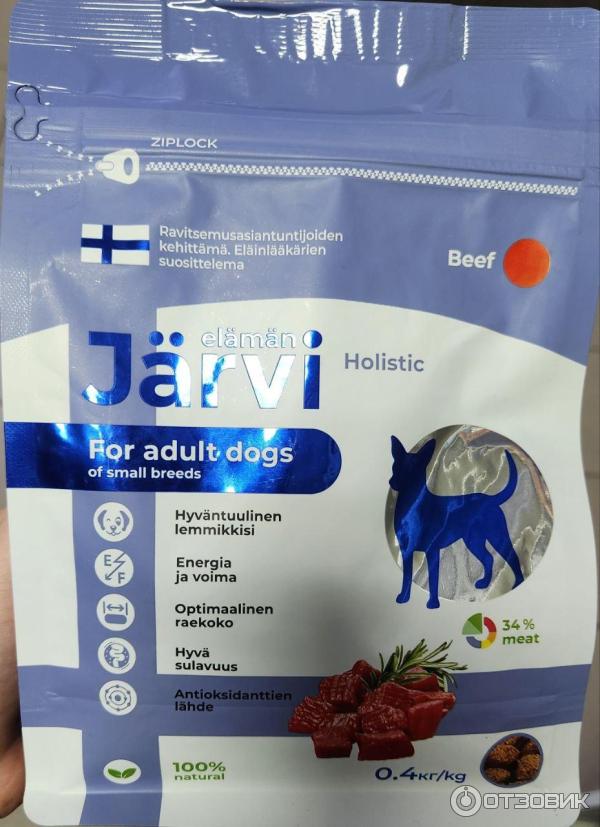 ZIPLOCK
Ravitsemusasiantuntijoiden
kehittämä. Eläinlääkärien
suosittelema
Beef
elämän
Järvi
Holistic
For adult dogs
of small breeds
Hyväntuulinen
lemmikkisi
E
F
Energia
ja voima
Optimaalinen
raekoko
34%
meat
Hyvä
sulavuus
Antioksidanttien
lähde
100%
natural
0.4кг/kg
ОТЗОВИК